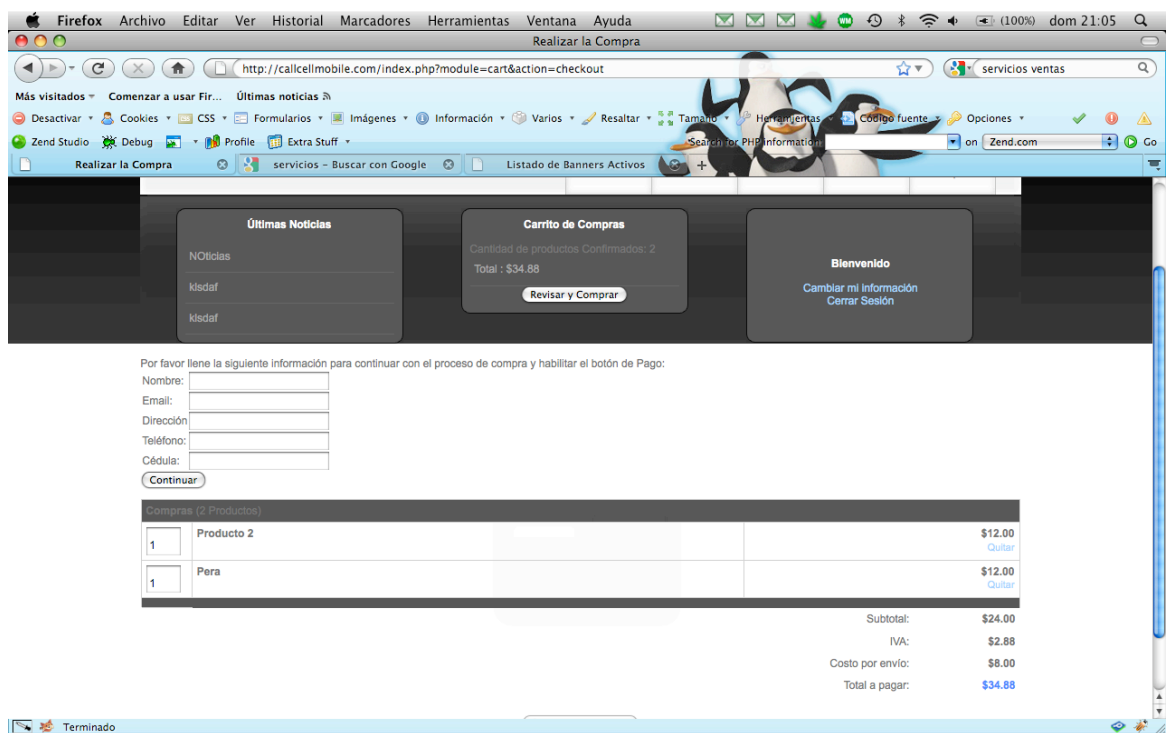 Firefox Archivo Editar Ver Historial Marcadores Herramientas Ventana Ayuda (100%) dom 21:05
Realizar la Compra
http://callcellmobile.com/index.php?module=cart&action=checkout servicios ventas
Más visitados Comenzar a usar Fir... Últimas noticias
Desactivar Cookies CSS Formularios Imágenes Información Varios Resaltar Tamaño Herramientas Código fuente Opciones
Zend Studio Debug Profile Extra Stuff Search for PHP information on Zend.com Go
Realizar la Compra servicios - Buscar con Google Listado de Banners Activos
Últimas Noticias
NOticias
klsdaf
klsdaf
Carrito de Compras
Cantidad de productos Confirmados: 2
Total : $34.88
Revisar y Comprar
Bienvenido
Cambiar mi información
Cerrar Sesión
Por favor llene la siguiente información para continuar con el proceso de compra y habilitar el botón de Pago:
Nombre:
Email:
Dirección
Teléfono:
Cédula:
Continuar
Compras (2 Productos)
1 Producto 2 $12.00
Quitar
1 Pera $12.00
Quitar
Subtotal: $24.00
IVA: $2.88
Costo por envío: $8.00
Total a pagar: $34.88
Terminado